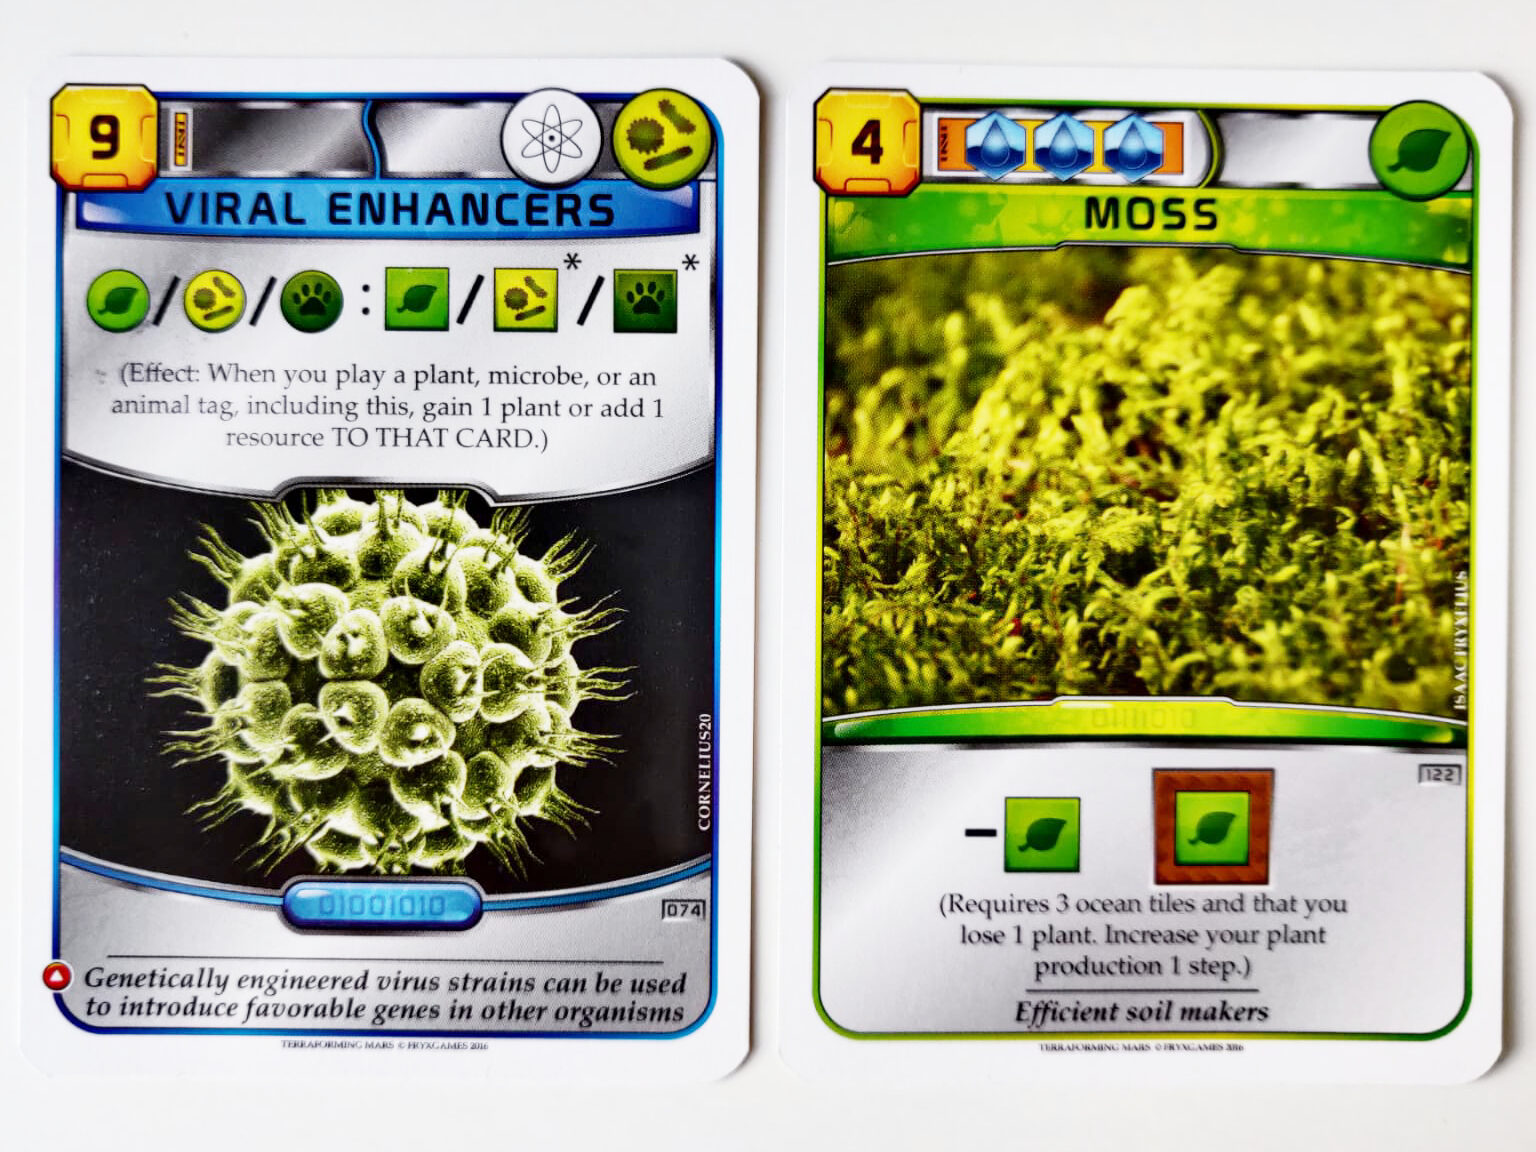 9
VIRAL ENHANCERS
/ / : / * / *
(Effect: When you play a plant, microbe, or an
animal tag, including this, gain 1 plant or add 1
resource TO THAT CARD.)
CORNELIUS20
01001010
074
Genetically engineered virus strains can be used
to introduce favorable genes in other organisms
TERRAFORMING MARS © FRYXGAMES 2016
4
MOSS
ISAAC FRYXELIUS
122
(Requires 3 ocean tiles and that you
lose 1 plant. Increase your plant
production 1 step.)
Efficient soil makers
TERRAFORMING MARS © FRYXGAMES 2016